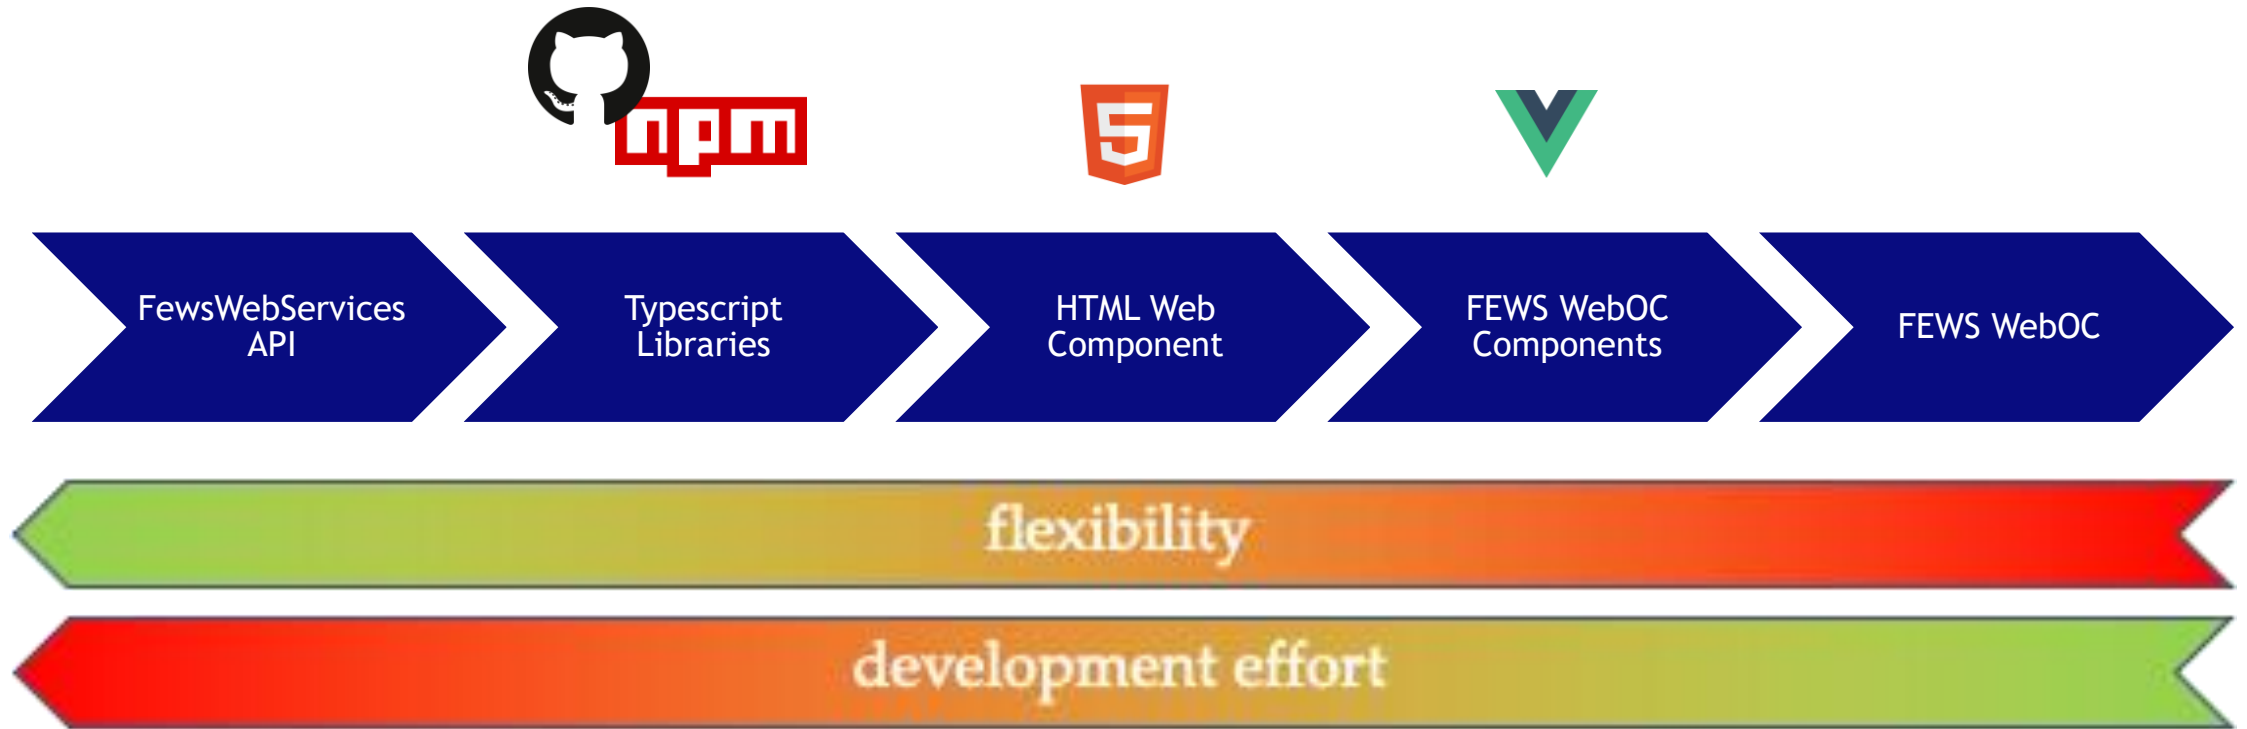 npm
5
FewsWebServices
API
Typescript
Libraries
HTML Web
Component
FEWS WebOC
Components
FEWS WebOC
flexibility
development effort